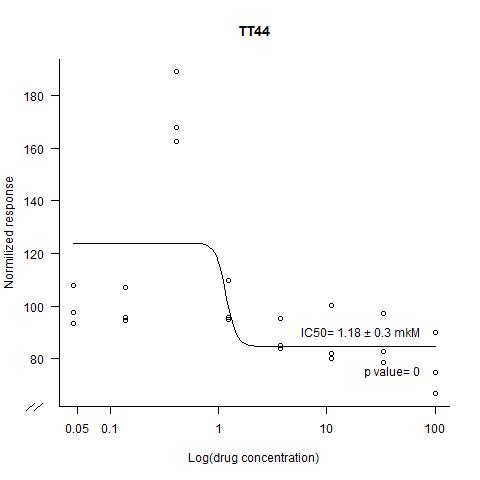 TT44
Normilized response
180
160
140
120
100
80
IC50= 1.18 ± 0.3 mkM
p value= 0
0.05 0.1 1 10 100
Log(drug concentration)